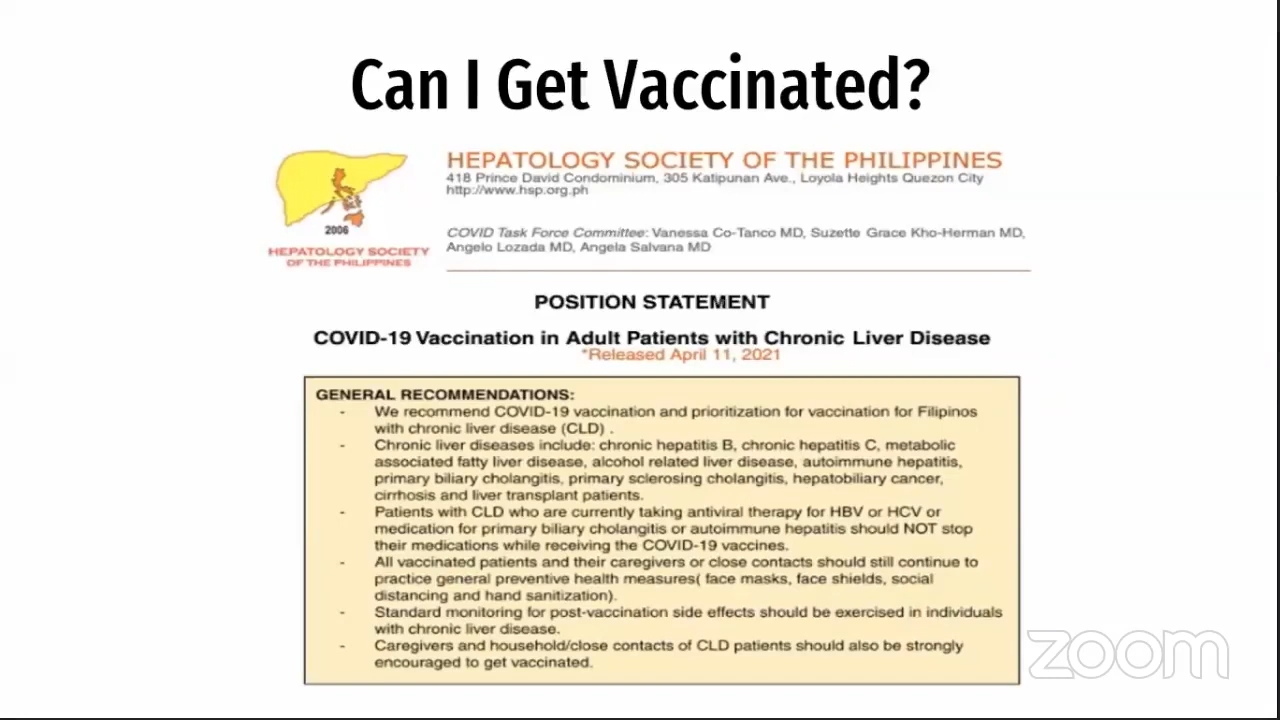 Can I Get Vaccinated?
2006
HEPATOLOGY SOCIETY
OF THE PHILIPPINES
HEPATOLOGY SOCIETY OF THE PHILIPPINES
418 Prince David Condominium, 305 Katipunan Ave., Loyola Heights Quezon City
http://www.hsp.org.ph
COVID Task Force Committee: Vanessa Co-Tanco MD, Suzette Grace Kho-Herman MD,
Angelo Lozada MD, Angela Salvana MD
POSITION STATEMENT
COVID-19 Vaccination in Adult Patients with Chronic Liver Disease
*Released April 11, 2021
GENERAL RECOMMENDATIONS:
- We recommend COVID-19 vaccination and prioritization for vaccination for Filipinos
with chronic liver disease (CLD) .
- Chronic liver diseases include: chronic hepatitis B, chronic hepatitis C, metabolic
associated fatty liver disease, alcohol related liver disease, autoimmune hepatitis,
primary biliary cholangitis, primary sclerosing cholangitis, hepatobiliary cancer,
cirrhosis and liver transplant patients.
- Patients with CLD who are currently taking antiviral therapy for HBV or HCV or
medication for primary biliary cholangitis or autoimmune hepatitis should NOT stop
their medications while receiving the COVID-19 vaccines.
- All vaccinated patients and their caregivers or close contacts should still continue to
practice general preventive health measures( face masks, face shields, social
distancing and hand sanitization).
- Standard monitoring for post-vaccination side effects should be exercised in individuals
with chronic liver disease.
- Caregivers and household/close contacts of CLD patients should also be strongly
encouraged to get vaccinated.
zoom